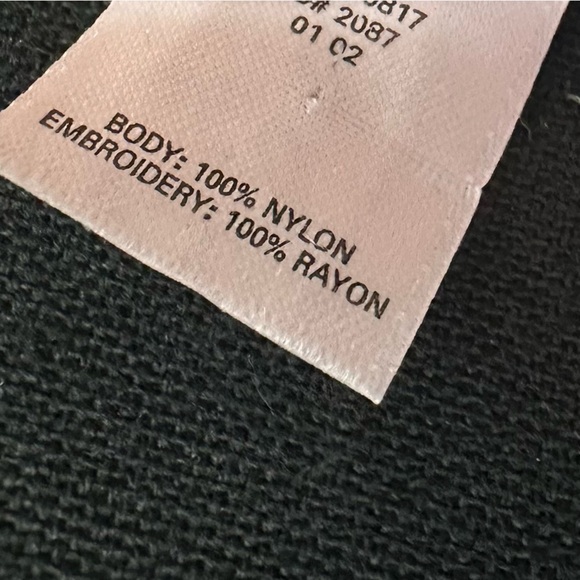 817
# 2087
01 02
BODY: 100% NYLON
EMBROIDERY: 100% RAYON